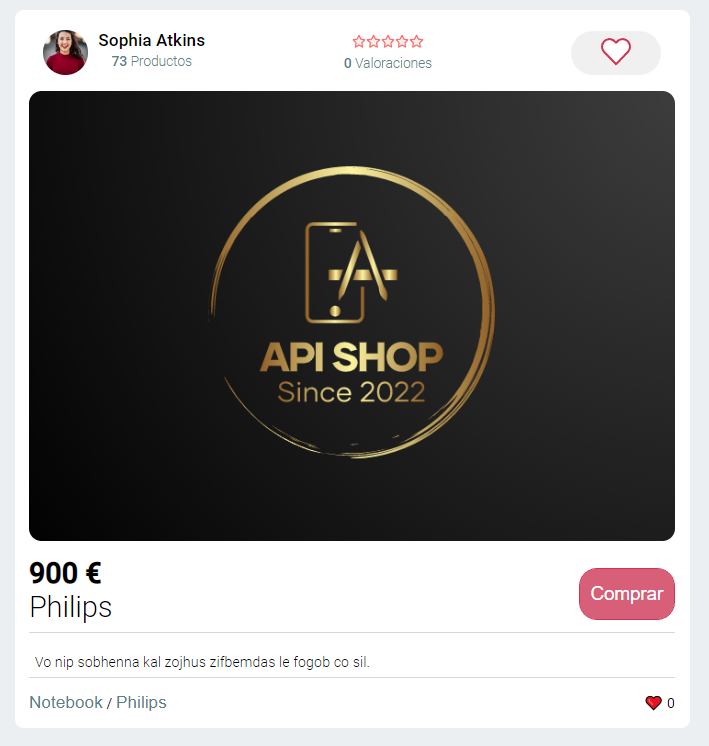 Sophia Atkins
73 Productos
0 Valoraciones
API SHOP
Since 2022
900 €
Philips
Comprar
Vo nip sobhenna kal zojhus zifbemdas le fogob co sil.
Notebook / Philips
0